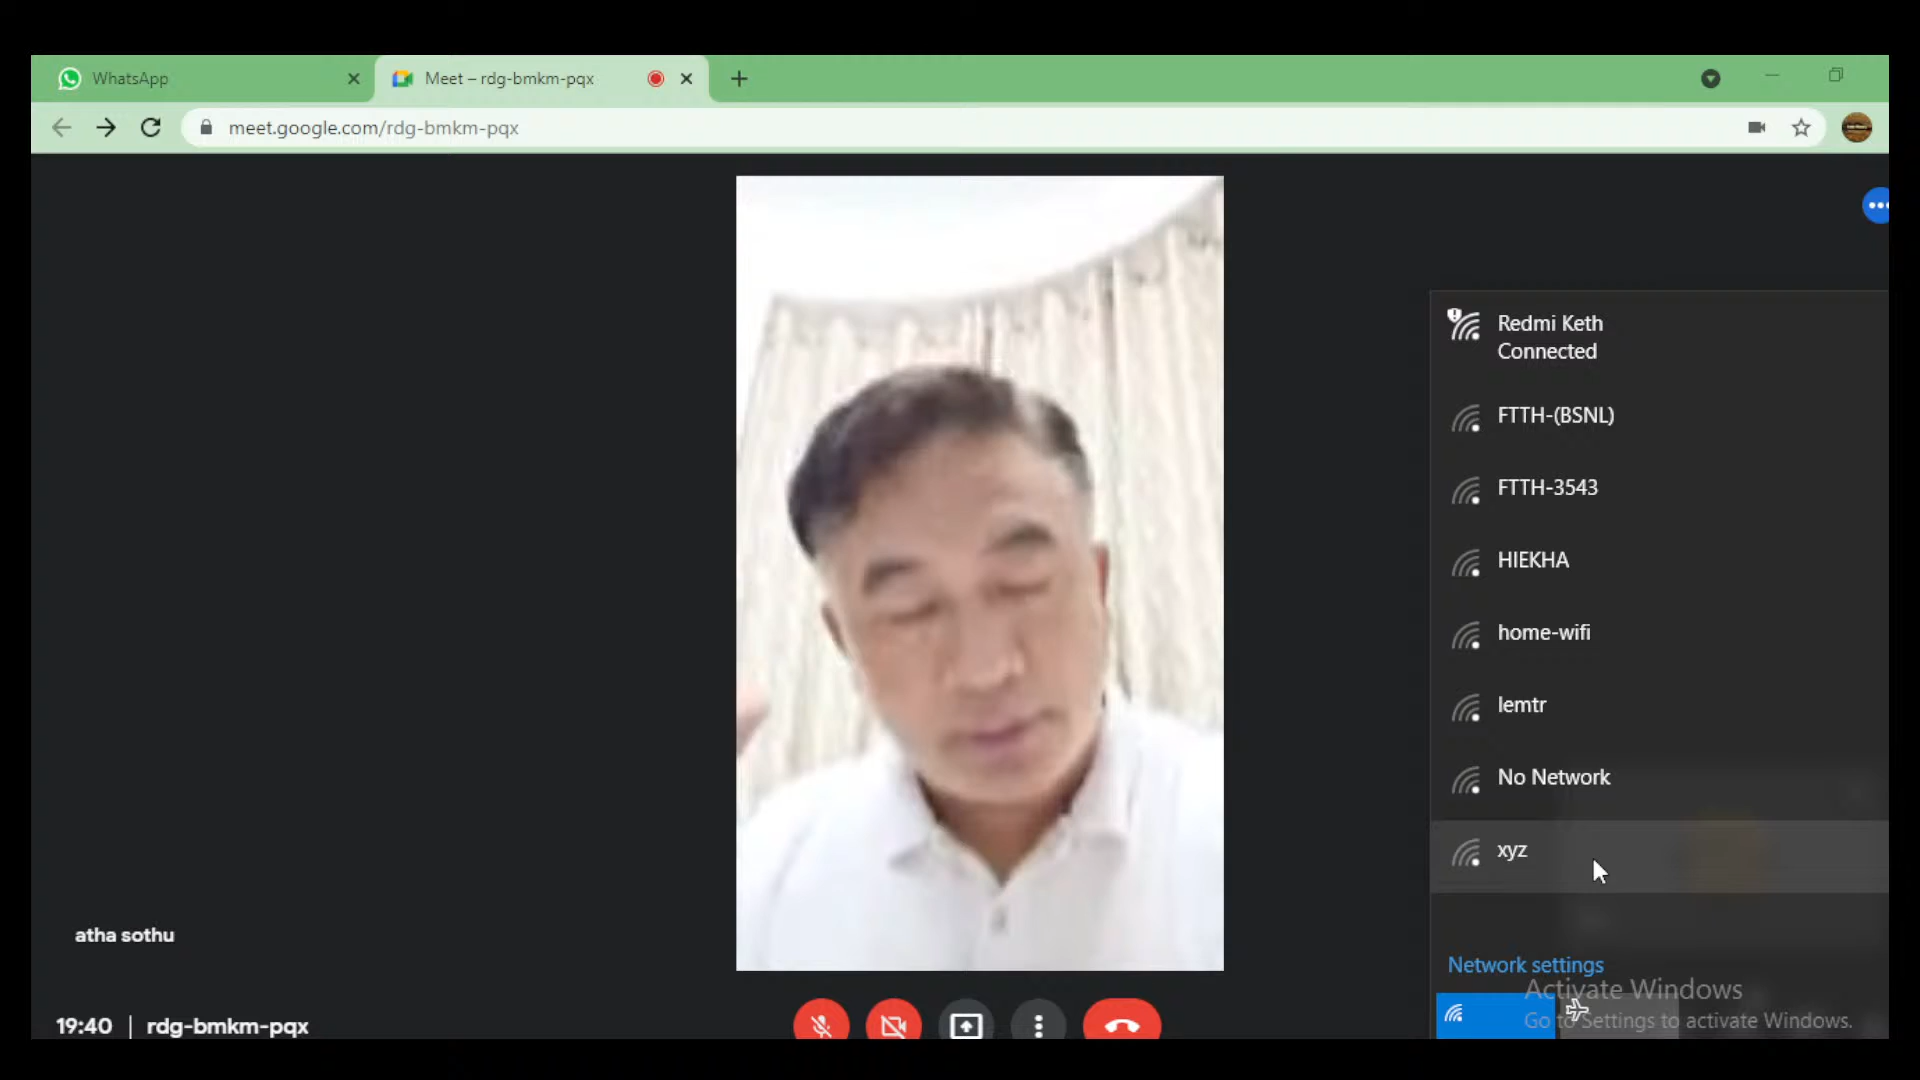 WhatsApp
Meet – rdg-bmkm-pqx
meet.google.com/rdg-bmkm-pqx
Redmi Keth
Connected
FTTH-(BSNL)
FTTH-3543
HIEKHA
home-wifi
lemtr
No Network
xyz
atha sothu
Network settings
Activate Windows
Go to Settings to activate Windows.
19:40 | rdg-bmkm-pqx